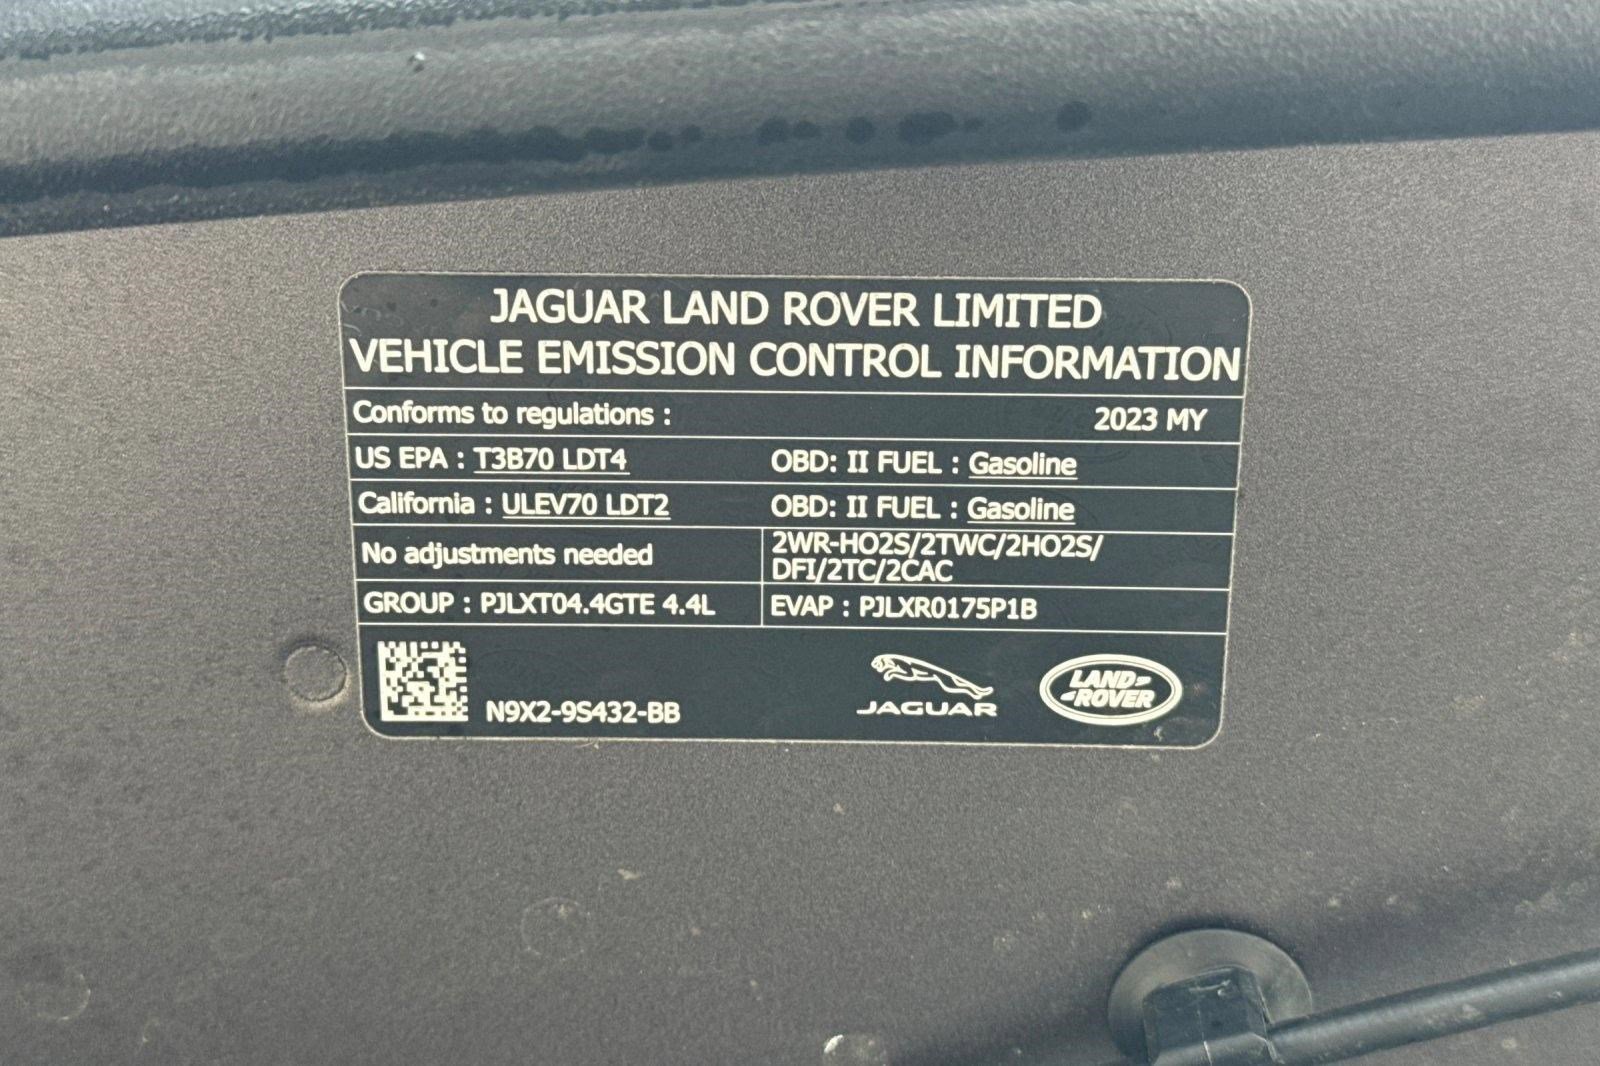 JAGUAR LAND ROVER LIMITED
VEHICLE EMISSION CONTROL INFORMATION
Conforms to regulations : 2023 MY
US EPA : T3B70 LDT4 OBD: II FUEL : Gasoline
California : ULEV70 LDT2 OBD: II FUEL : Gasoline
No adjustments needed
2WR-HO2S/2TWC/2HO2S/
DFI/2TC/2CAC
GROUP : PJLXT04.4GTE 4.4L EVAP : PJLXR0175P1B
N9X2-9S432-BB
JAGUAR
LAND
ROVER